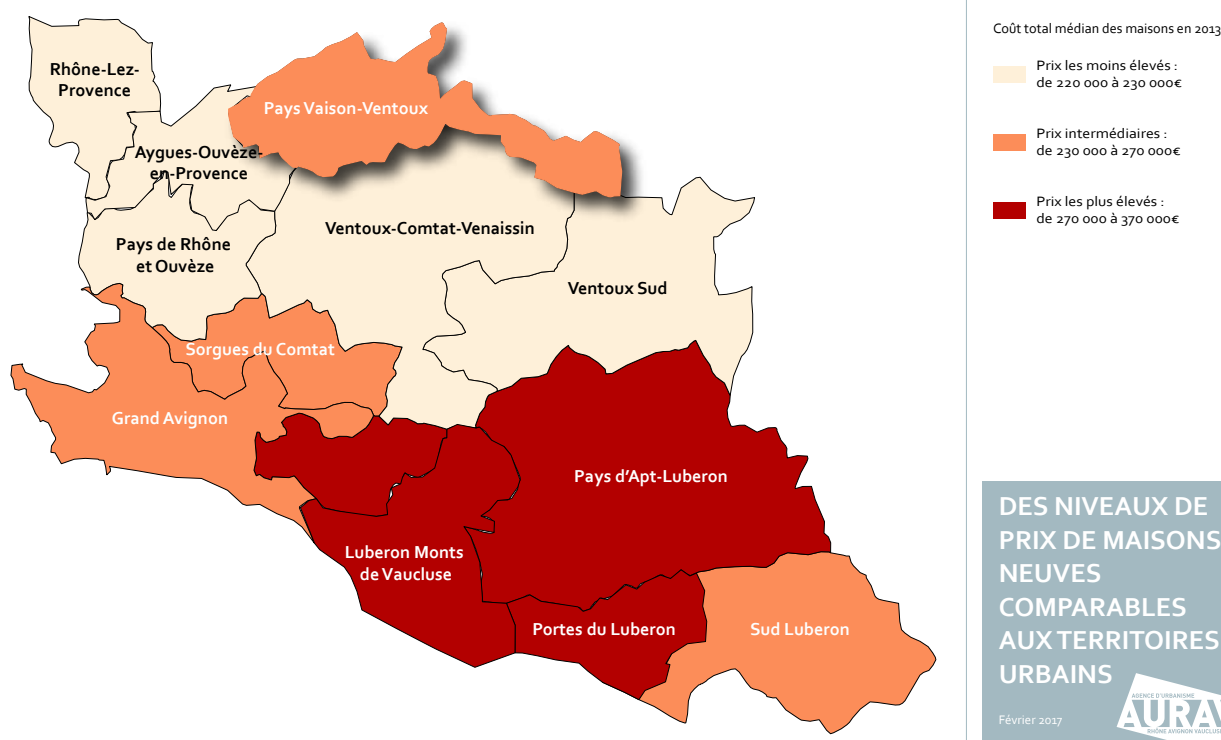 Rhône-Lez-
Provence
Pays Vaison-Ventoux
Aygues-Ouvèze-
en-Provence
Ventoux-Comtat-Venaissin
Pays de Rhône
et Ouvèze
Ventoux Sud
Sorgues du Comtat
Grand Avignon
Pays d'Apt-Luberon
Luberon Monts
de Vaucluse
Portes du Luberon
Sud Luberon
Coût total médian des maisons en 2013
Prix les moins élevés :
de 220 000 à 230 000€
Prix intermédiaires :
de 230 000 à 270 000€
Prix les plus élevés :
de 270 000 à 370 000€
DES NIVEAUX DE
PRIX DE MAISONS
NEUVES
COMPARABLES
AUX TERRITOIRES
URBAINS
Février 2017
AGENCE D'URBANISME
AURAV
RHÔNE AVIGNON VAUCLUSE